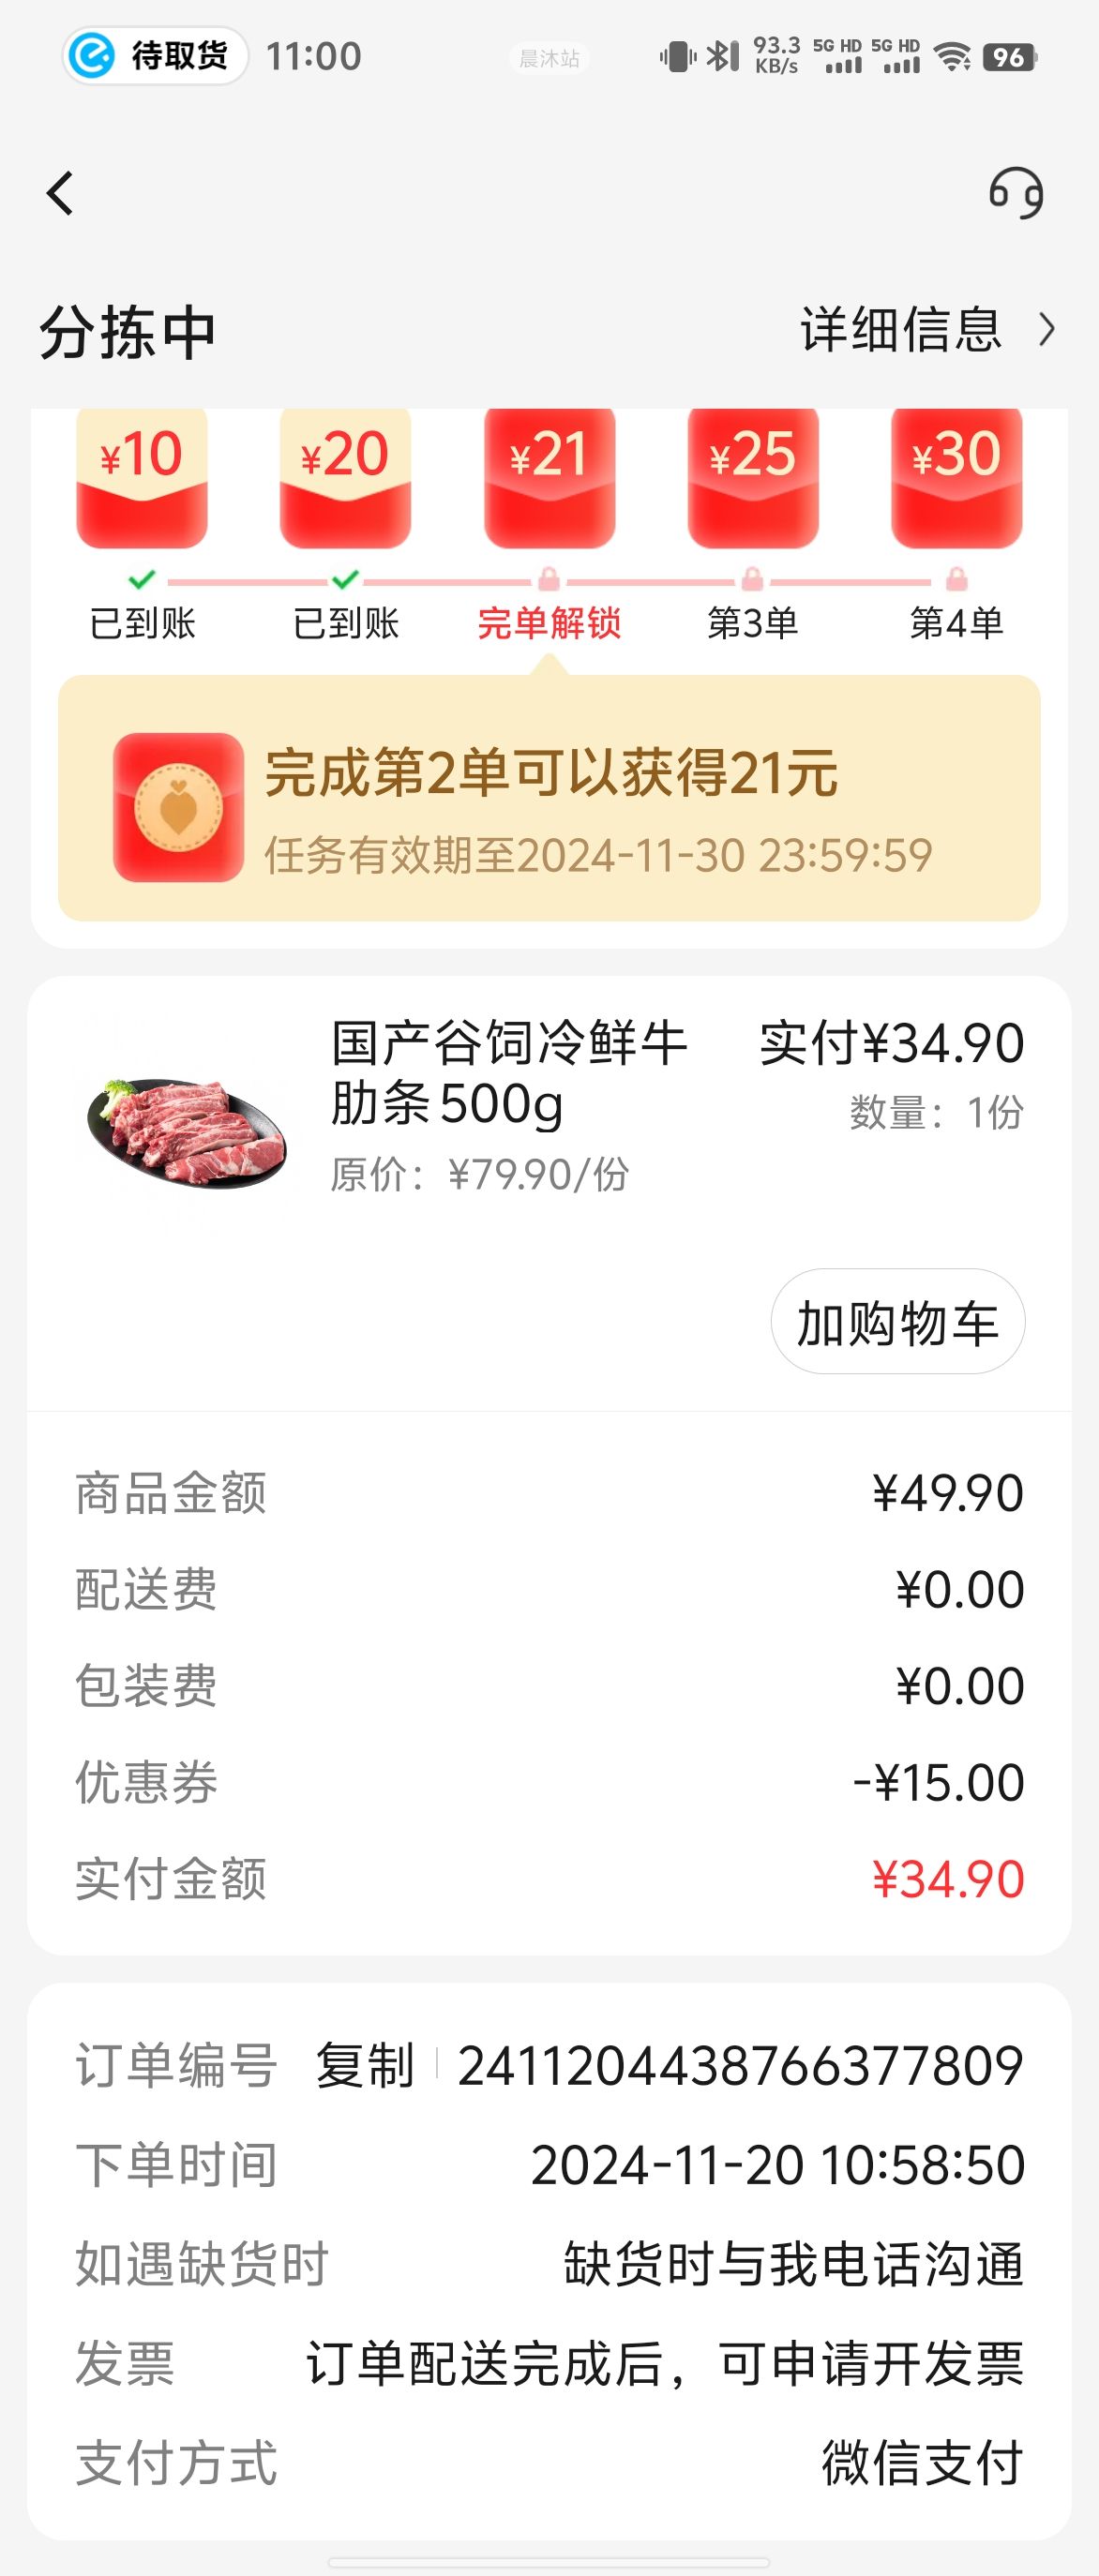 待取货 11:00 晨沐站 93.3 KB/s 5G HD 5G HD 96
分拣中 详细信息
¥10 ¥20 ¥21 ¥25 ¥30
已到账 已到账 完单解锁 第3单 第4单
完成第2单可以获得21元
任务有效期至2024-11-30 23:59:59
国产谷饲冷鲜牛 实付¥34.90
肋条500g 数量：1份
原价：¥79.90/份
加购物车
商品金额 ¥49.90
配送费 ¥0.00
包装费 ¥0.00
优惠券 -¥15.00
实付金额 ¥34.90
订单编号 复制 2411204438766377809
下单时间 2024-11-20 10:58:50
如遇缺货时 缺货时与我电话沟通
发票 订单配送完成后，可申请开发票
支付方式 微信支付